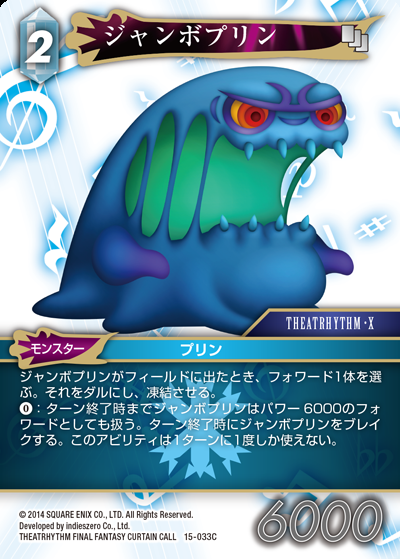 2
ジャンボプリン
THEATRHYTHM・X
モンスター
プリン
ジャンボプリンがフィールドに出たとき、フォワード1体を選
ぶ。それをダルにし、凍結させる。
0：ターン終了時までジャンボプリンはパワー6000のフォ
ワードとしても扱う。ターン終了時にジャンボプリンをブレイ
クする。このアビリティは1ターンに1度しか使えない。
© 2014 SQUARE ENIX CO., LTD. All Rights Reserved.
Developed by indieszero Co., Ltd.
THEATRHYTHM FINAL FANTASY CURTAIN CALL 15-033C
6000